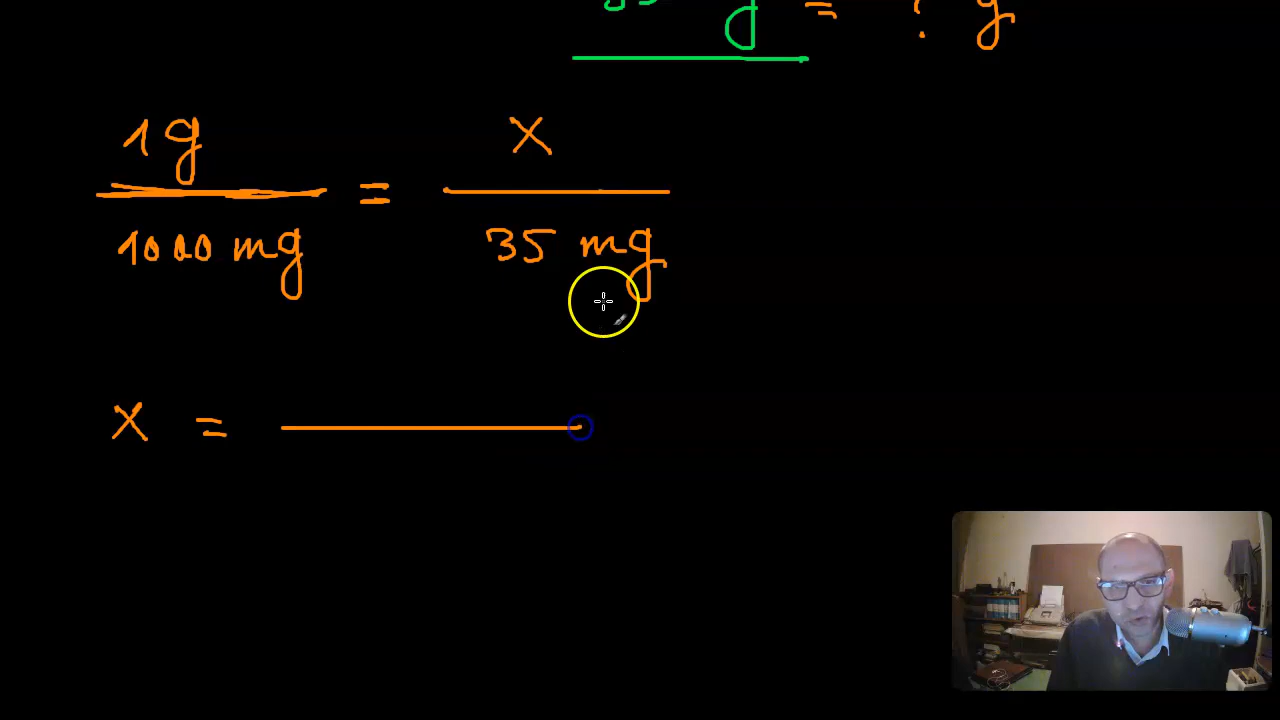 g = ? g
1g = x
1000 mg 35 mg
x =